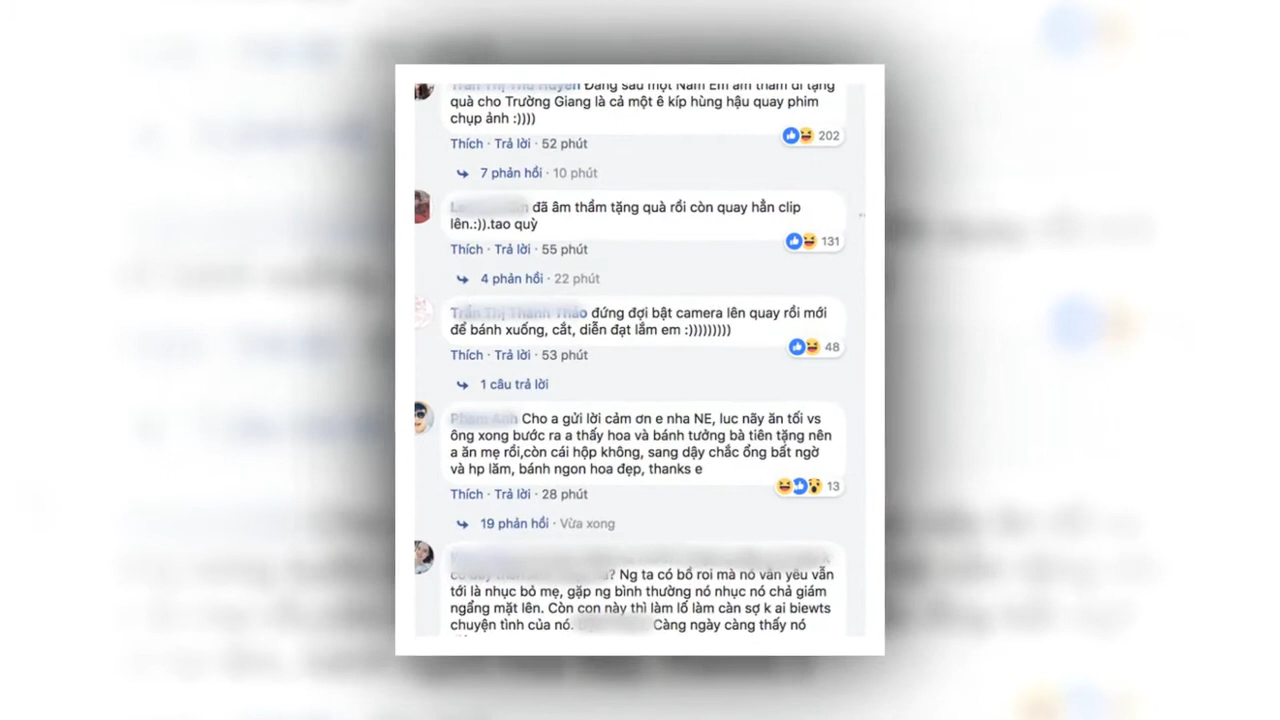 Đằng sau một Nam Em âm thầm đi tặng
quà cho Trường Giang là cả một ê kíp hùng hậu quay phim
chụp ảnh :))))
202
Thích · Trả lời · 52 phút
7 phản hồi · 10 phút
đã âm thầm tặng quà rồi còn quay hẳn clip
lên.:)).tao quỳ
131
Thích · Trả lời · 55 phút
4 phản hồi · 22 phút
Trần Thị Thanh Thảo đứng đợi bật camera lên quay rồi mới
để bánh xuống, cắt, diễn đạt lắm em :)))))))))
48
Thích · Trả lời · 53 phút
1 câu trả lời
Phạm Anh Cho a gửi lời cảm ơn e nha NE, luc nãy ăn tối vs
ông xong bước ra a thấy hoa và bánh tưởng bà tiên tặng nên
a ăn mẹ rồi,còn cái hộp không, sang dậy chắc ổng bất ngờ
và hp lăm, bánh ngon hoa đẹp, thanks e
13
Thích · Trả lời · 28 phút
19 phản hồi · Vừa xong
? Ng ta có bồ roi mà nó vẫn yêu vẫn
tới là nhục bỏ mẹ, gặp ng bình thường nó nhục nó chả giám
ngẩng mặt lên. Còn con này thì làm lố làm càn sợ k ai biewts
chuyện tình của nó. Càng ngày càng thấy nó